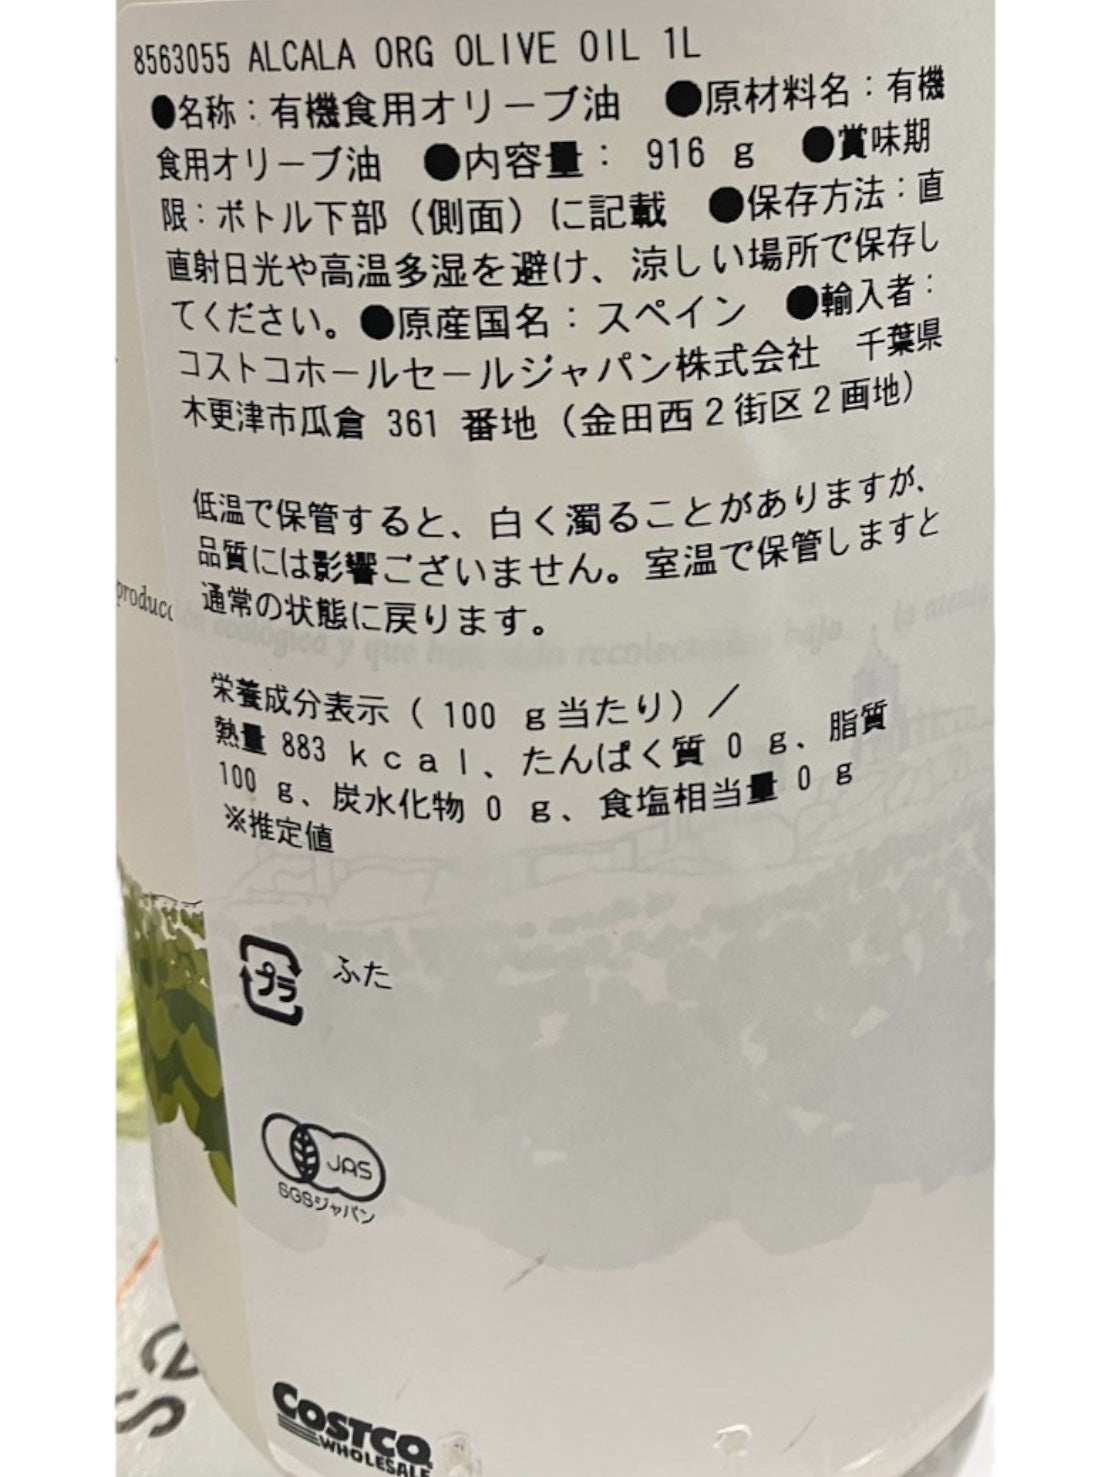 8563055 ALCALA ORG OLIVE OIL 1L
●名称：有機食用オリーブ油　●原材料名：有機
食用オリーブ油　●内容量：　916 g　●賞味期
限：ボトル下部（側面）に記載　●保存方法：直
直射日光や高温多湿を避け、涼しい場所で保存し
てください。●原産国名：スペイン　●輸入者：
コストコホールセールジャパン株式会社　千葉県
木更津市瓜倉 361 番地（金田西２街区２画地）
低温で保管すると、白く濁ることがありますが、
品質には影響ございません。室温で保管しますと
通常の状態に戻ります。
producc
ecológica y que han sido recolectadas bajo
栄養成分表示（ 100 ｇ当たり）／
熱量 883 ｋｃａｌ、たんぱく質 0 ｇ、脂質
100 ｇ、炭水化物 0 ｇ、食塩相当量 0 ｇ
※推定値
プラ ふた
JAS
SGSジャパン
COSTCO
WHOLESALE